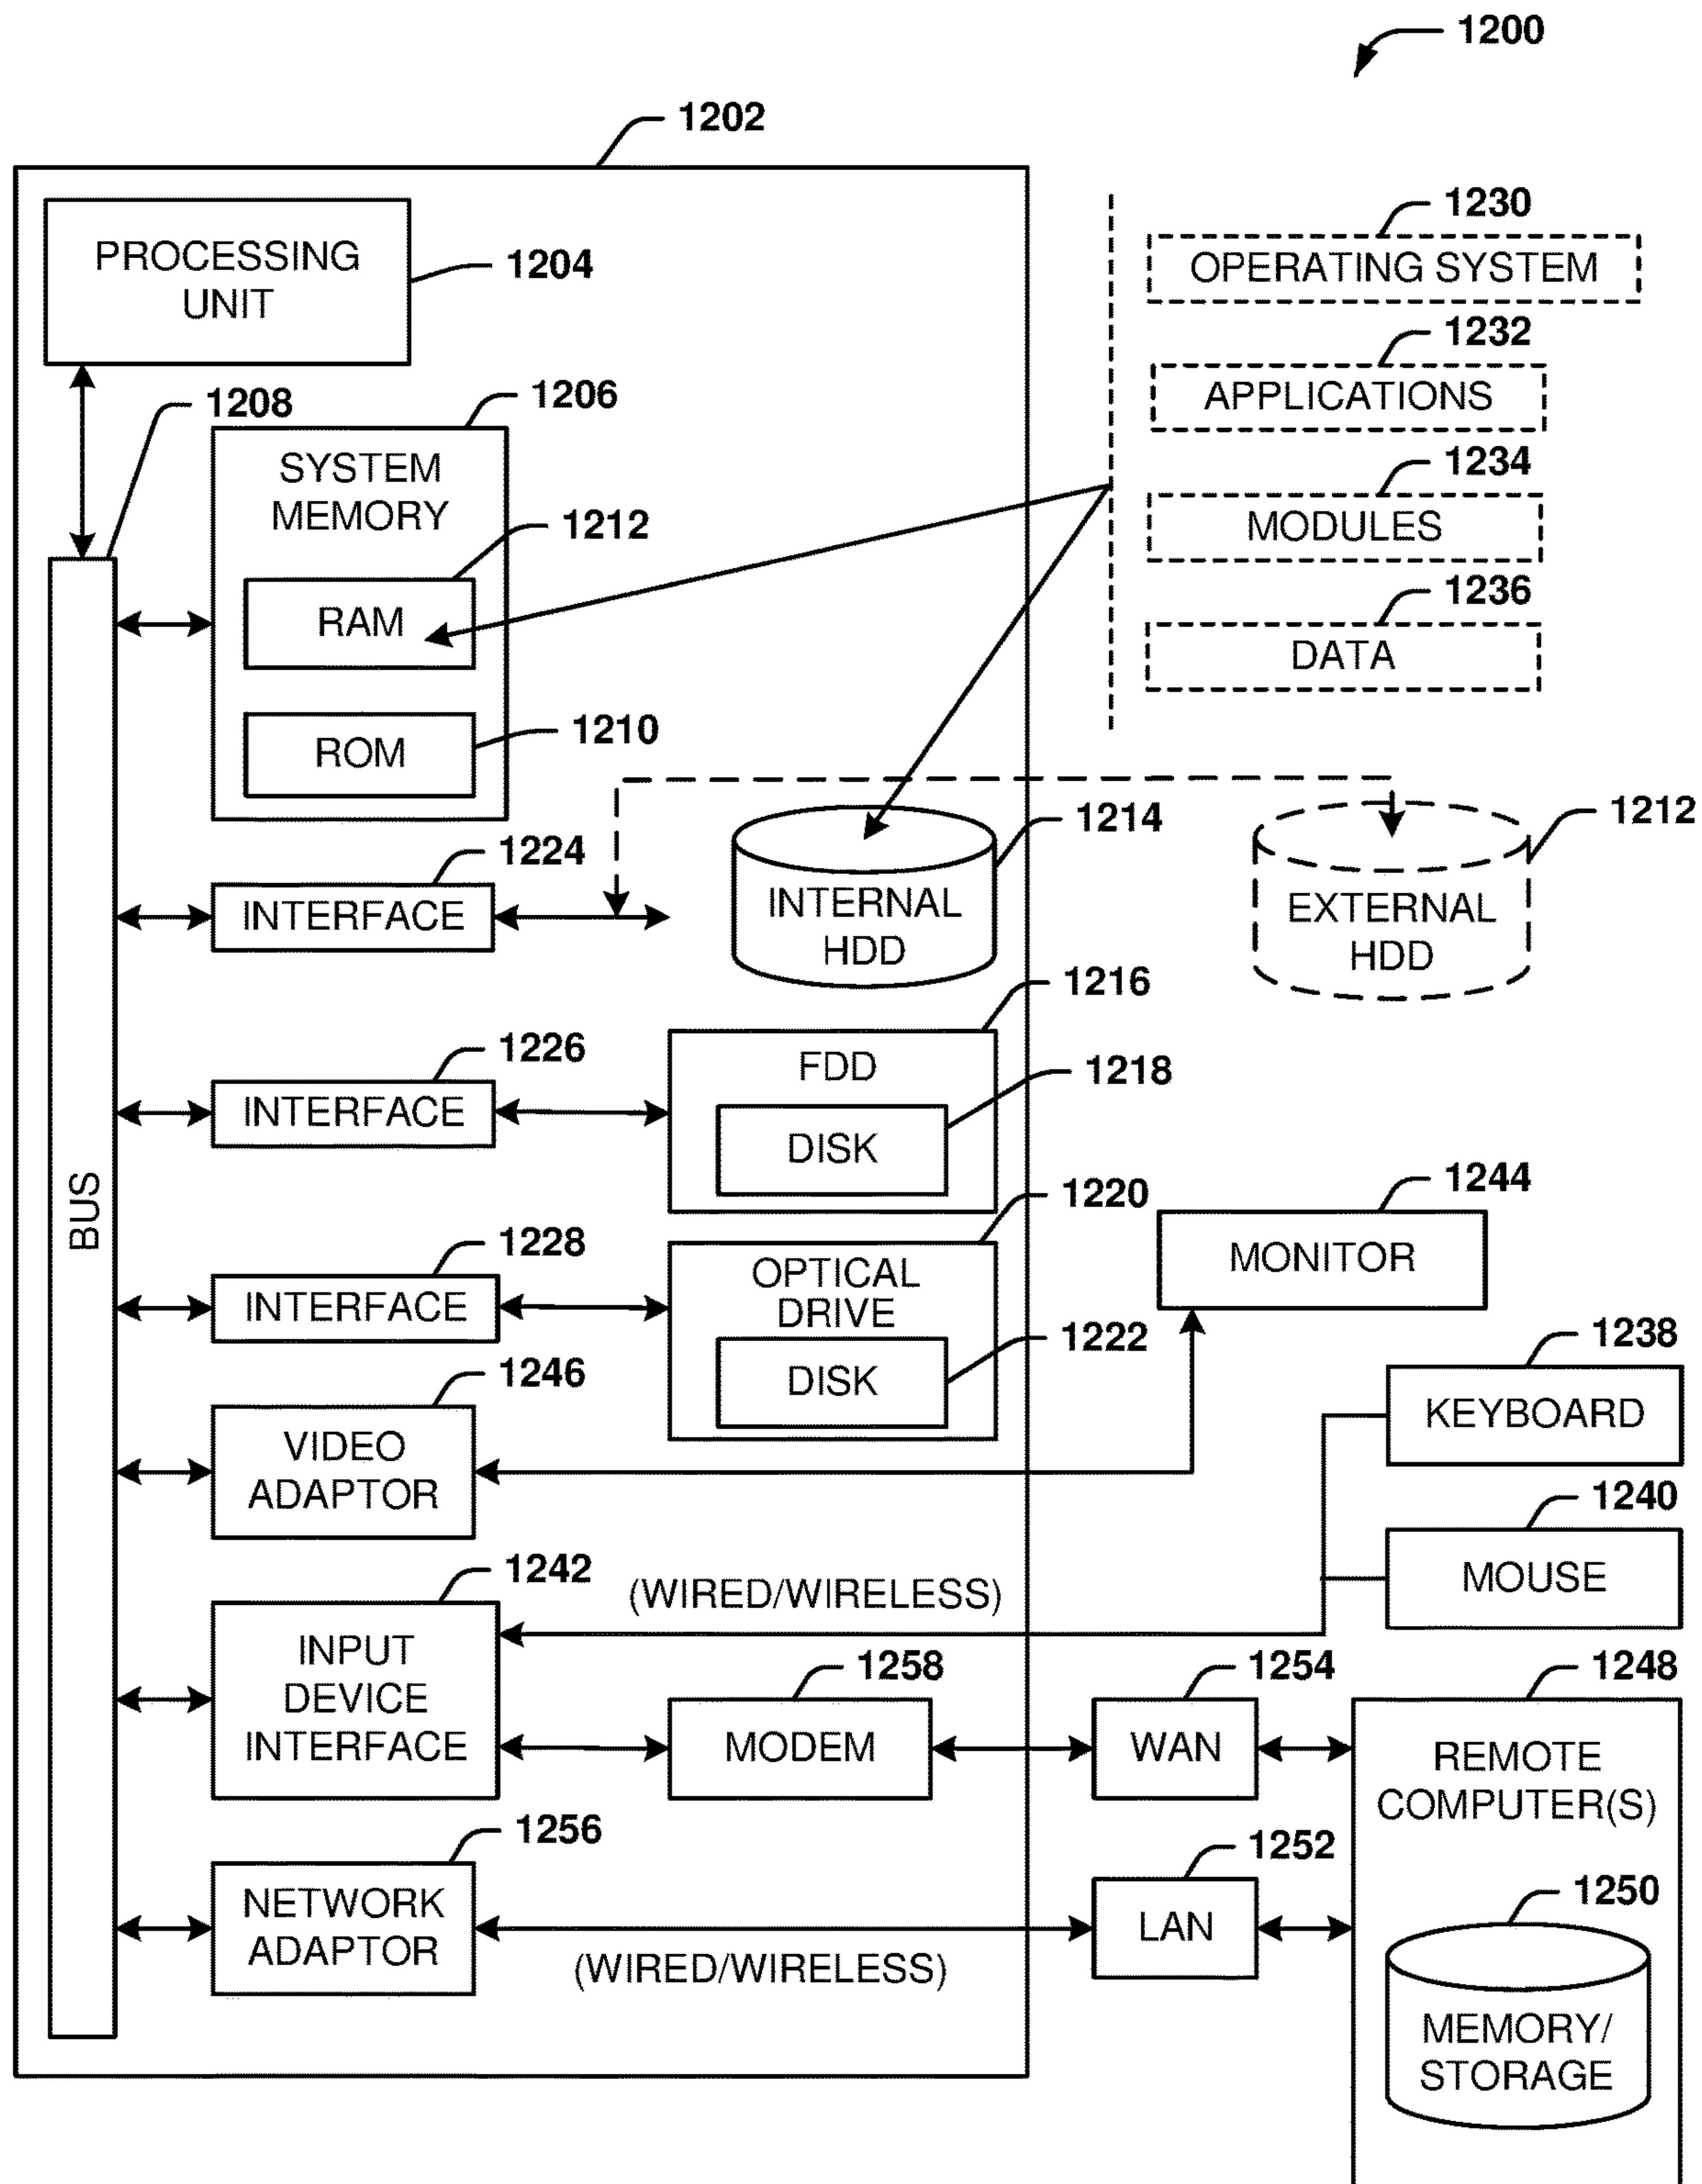 1200
1202
PROCESSING
UNIT
1204
1230
OPERATING SYSTEM
1232
APPLICATIONS
1234
MODULES
1236
DATA
1208
1206
SYSTEM
MEMORY
1212
RAM
1210
ROM
1224
INTERFACE
1214
INTERNAL
HDD
1212
EXTERNAL
HDD
1226
INTERFACE
1216
FDD
1218
DISK
BUS
1228
INTERFACE
1220
OPTICAL
DRIVE
1222
DISK
1244
MONITOR
1246
VIDEO
ADAPTOR
1238
KEYBOARD
1240
MOUSE
1242
INPUT
DEVICE
INTERFACE
(WIRED/WIRELESS)
1258
MODEM
1254
WAN
1248
REMOTE
COMPUTER(S)
1256
NETWORK
ADAPTOR
(WIRED/WIRELESS)
1252
LAN
1250
MEMORY/
STORAGE